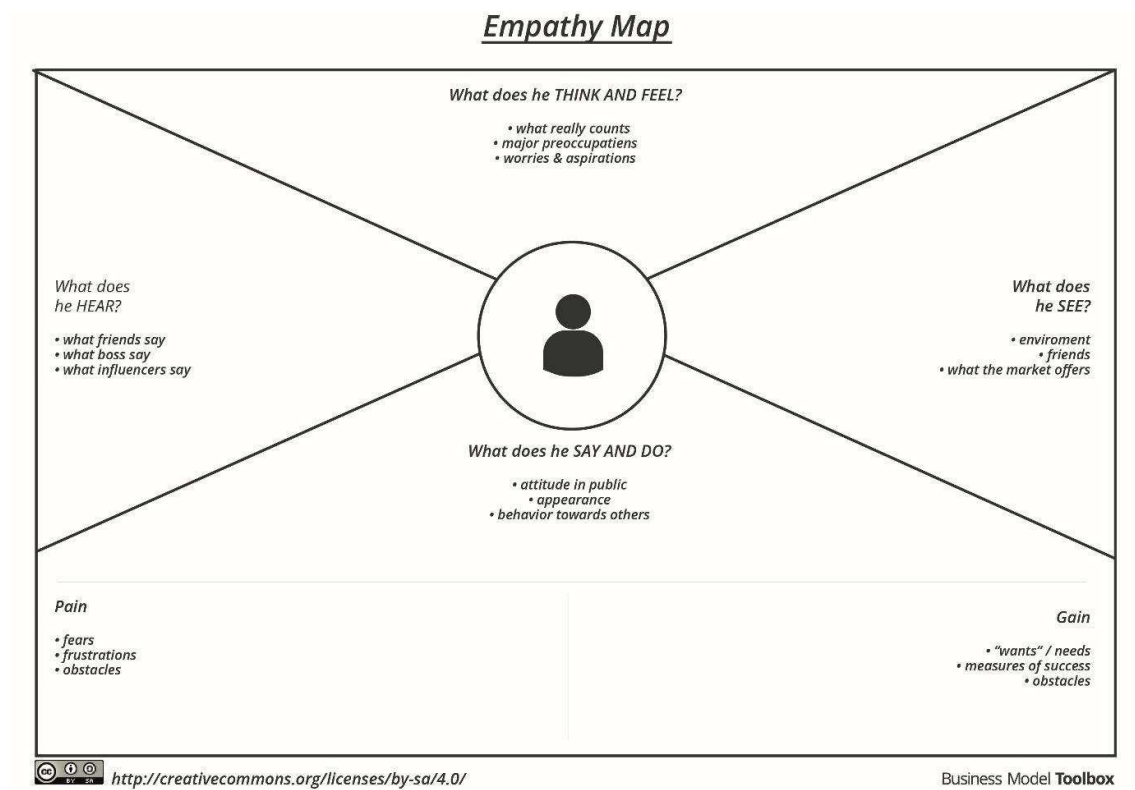 Empathy Map
What does he THINK AND FEEL?
• what really counts
• major preoccupatiens
• worries & aspirations
What does
he HEAR?
• what friends say
• what boss say
• what influencers say
What does
he SEE?
• enviroment
• friends
• what the market offers
What does he SAY AND DO?
• attitude in public
• appearance
• behavior towards others
Pain
• fears
• frustrations
• obstacles
Gain
• “wants“ / needs
• measures of success
• obstacles
cc BY SA
http://creativecommons.org/licenses/by-sa/4.0/
Business Model Toolbox